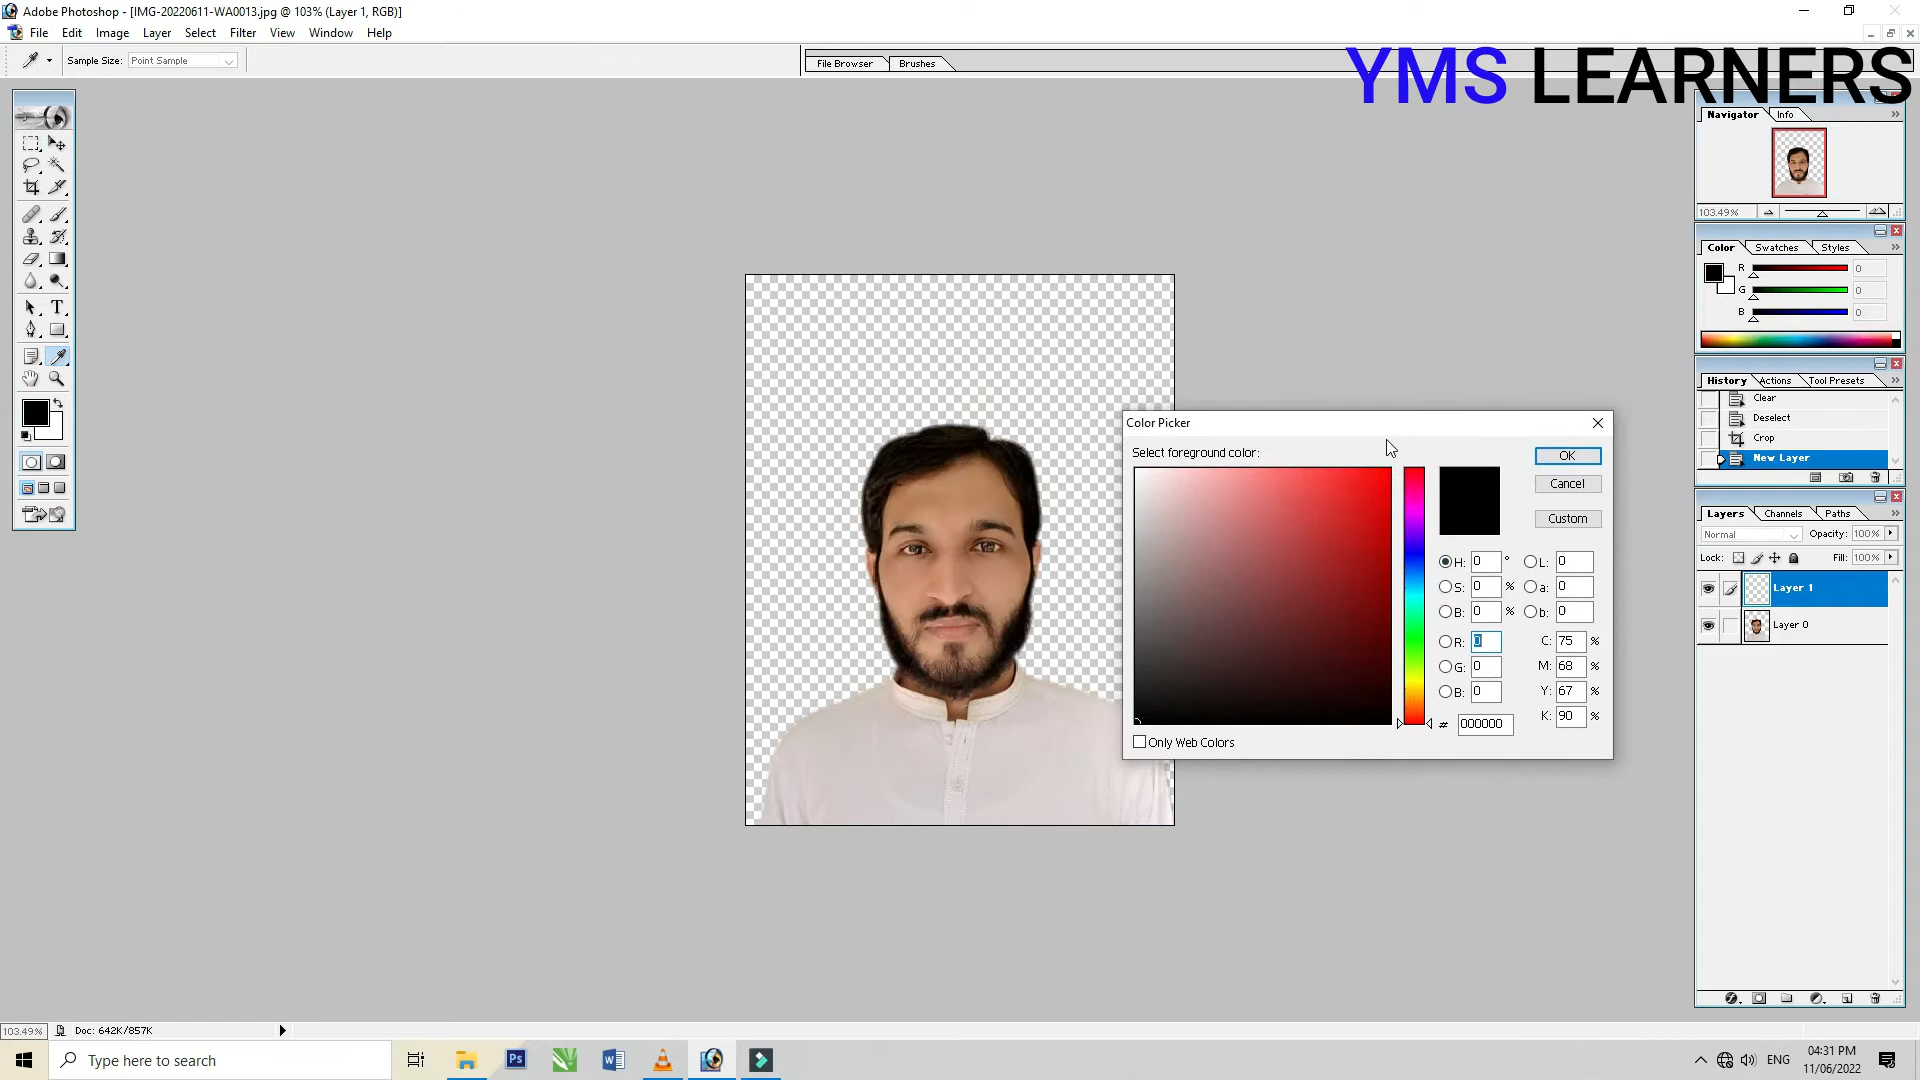 Adobe Photoshop - [IMG-20220611-WA0013.jpg @ 103% (Layer 1, RGB)]
File Edit Image Layer Select Filter View Window Help
Sample Size: Point Sample
File Browser Brushes
YMS LEARNERS
Navigator Info
103.49%
Color Swatches Styles
R 0
G 0
B 0
History Actions Tool Presets
Clear
Deselect
Crop
New Layer
Layers Channels Paths
Normal Opacity: 100%
Lock: Fill: 100%
Layer 1
Layer 0
Color Picker
Select foreground color:
OK
Cancel
Custom
H: 0 ° L: 0
S: 0 % a: 0
B: 0 % b: 0
R: 0 C: 75 %
G: 0 M: 68 %
B: 0 Y: 67 %
# 000000 K: 90 %
Only Web Colors
T
103.49% Doc: 642K/857K
Type here to search
Ps
W
ENG
04:31 PM
11/06/2022